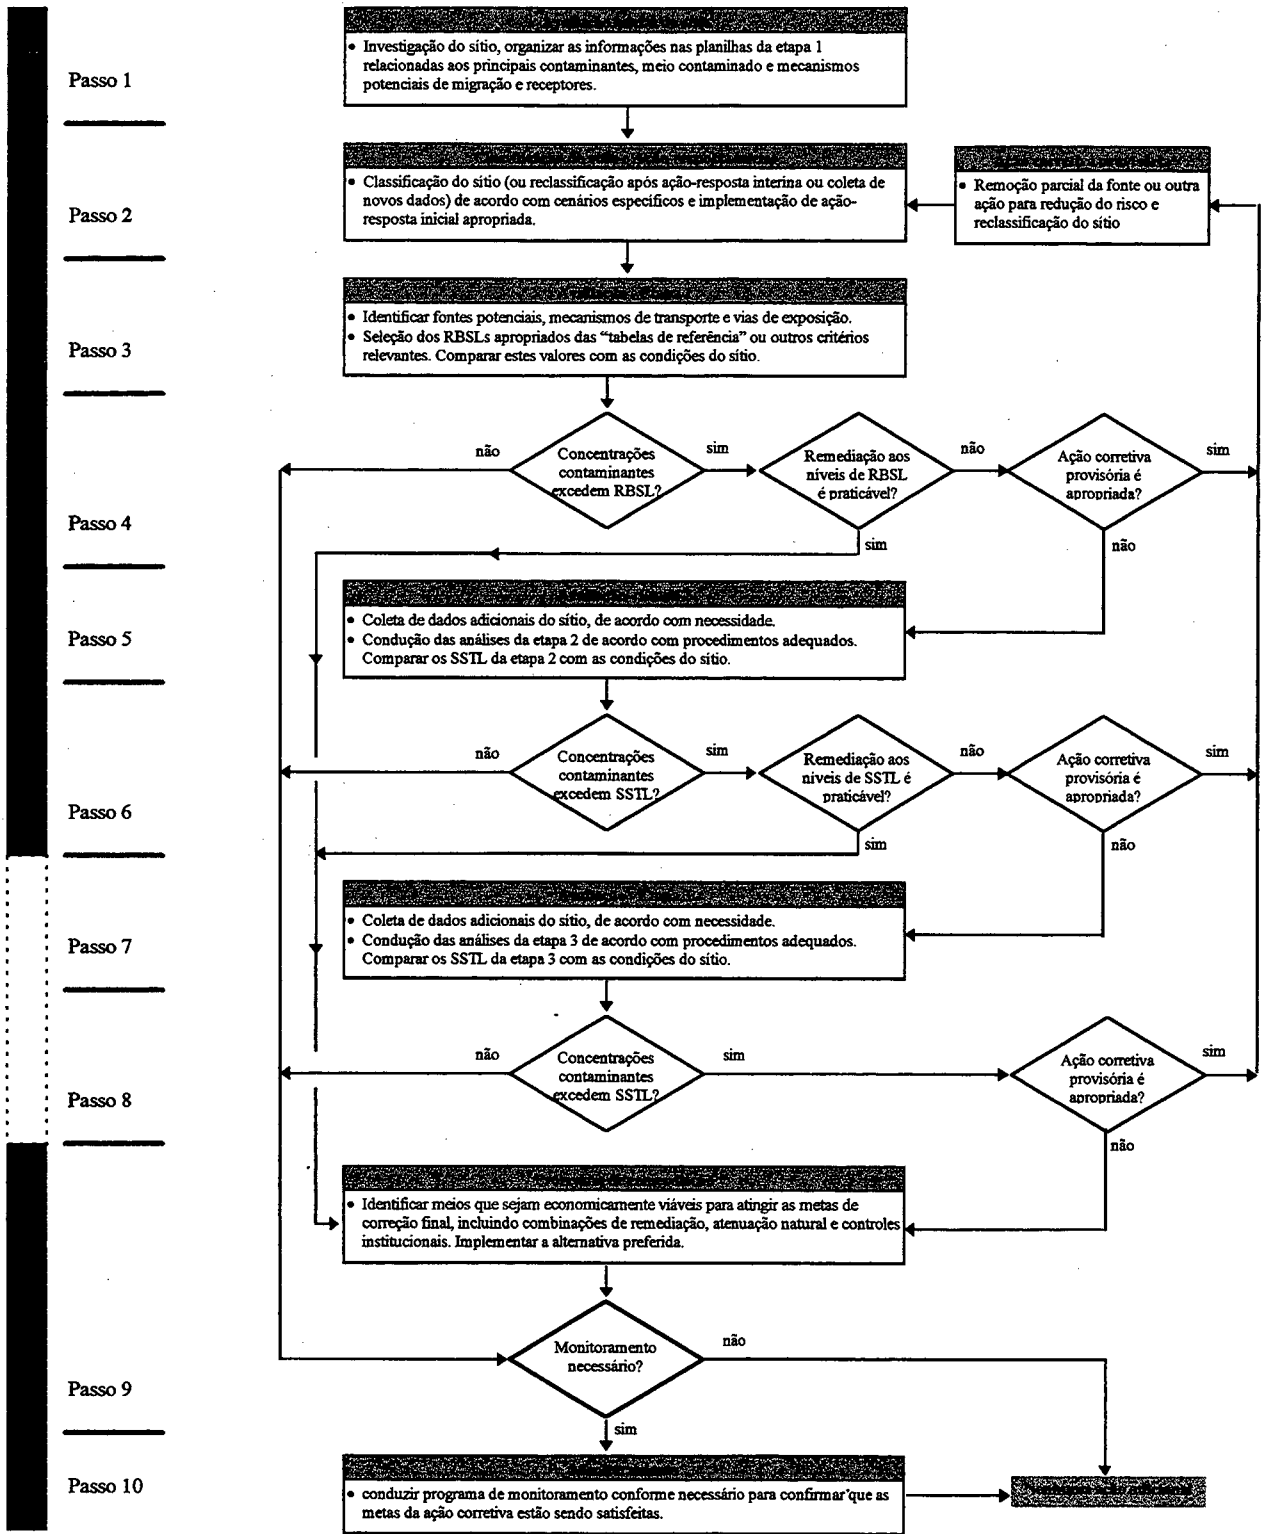 Passo 1
• Investigação do sítio, organizar as informações nas planilhas da etapa 1
relacionadas aos principais contaminantes, meio contaminado e mecanismos
potenciais de migração e receptores.
Passo 2
• Classificação do sítio (ou reclassificação após ação-resposta interina ou coleta de
novos dados) de acordo com cenários específicos e implementação de ação-
resposta inicial apropriada.
• Remoção parcial da fonte ou outra
ação para redução do risco e
reclassificação do sítio
Passo 3
• Identificar fontes potenciais, mecanismos de transporte e vias de exposição.
• Seleção dos RBSLs apropriados das “tabelas de referência” ou outros critérios
relevantes. Comparar estes valores com as condições do sítio.
Passo 4
não
Concentrações
contaminantes
excedem RBSL?
sim
Remediação aos
níveis de RBSL
é praticável?
não
Ação corretiva
provisória é
apropriada?
sim
sim
não
Passo 5
• Coleta de dados adicionais do sítio, de acordo com necessidade.
• Condução das análises da etapa 2 de acordo com procedimentos adequados.
Comparar os SSTL da etapa 2 com as condições do sítio.
Passo 6
não
Concentrações
contaminantes
excedem SSTL?
sim
Remediação aos
níveis de SSTL é
praticável?
não
Ação corretiva
provisória é
apropriada?
sim
sim
não
Passo 7
• Coleta de dados adicionais do sítio, de acordo com necessidade.
• Condução das análises da etapa 3 de acordo com procedimentos adequados.
Comparar os SSTL da etapa 3 com as condições do sítio.
Passo 8
não
Concentrações
contaminantes
excedem SSTL?
sim
Ação corretiva
provisória é
apropriada?
sim
não
• Identificar meios que sejam economicamente viáveis para atingir as metas de
correção final, incluindo combinações de remediação, atenuação natural e controles
institucionais. Implementar a alternativa preferida.
Passo 9
Monitoramento
necessário?
não
sim
Passo 10
• conduzir programa de monitoramento conforme necessário para confirmar que as
metas da ação corretiva estão sendo satisfeitas.